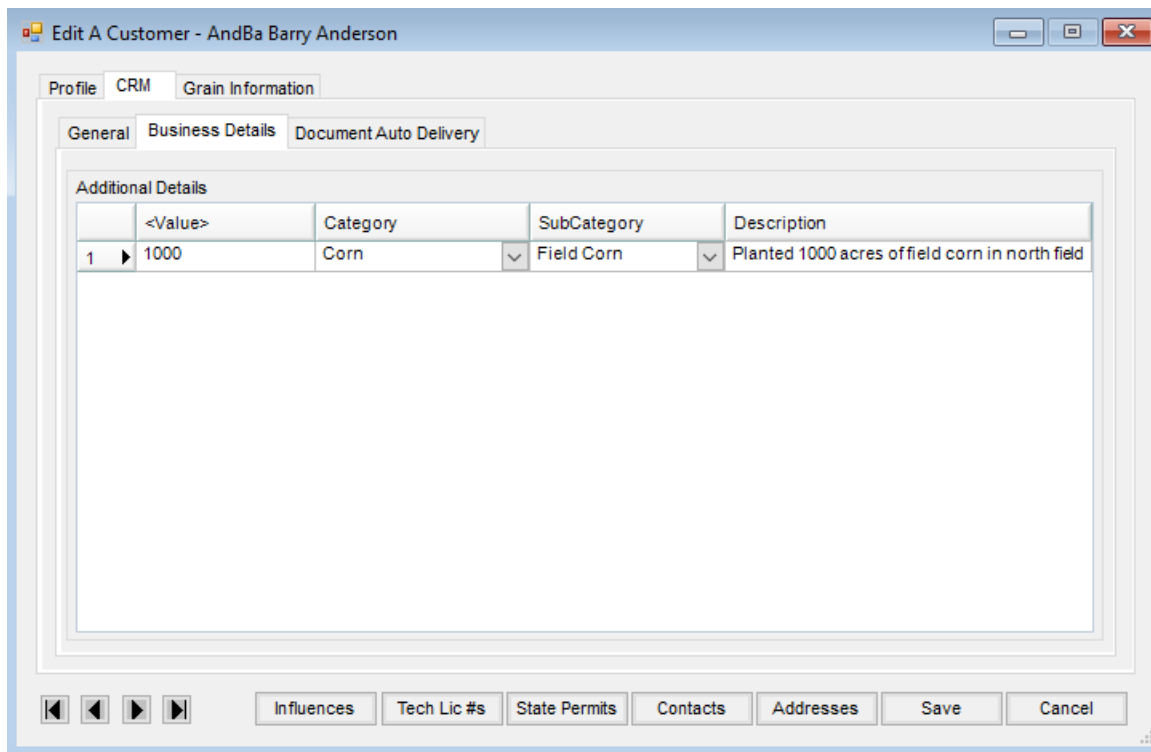 Edit A Customer - AndBa Barry Anderson
Profile CRM Grain Information
General Business Details Document Auto Delivery
Additional Details
<Value> Category SubCategory Description
1 1000 Corn Field Corn Planted 1000 acres of field corn in north field
Influences Tech Lic #s State Permits Contacts Addresses Save Cancel